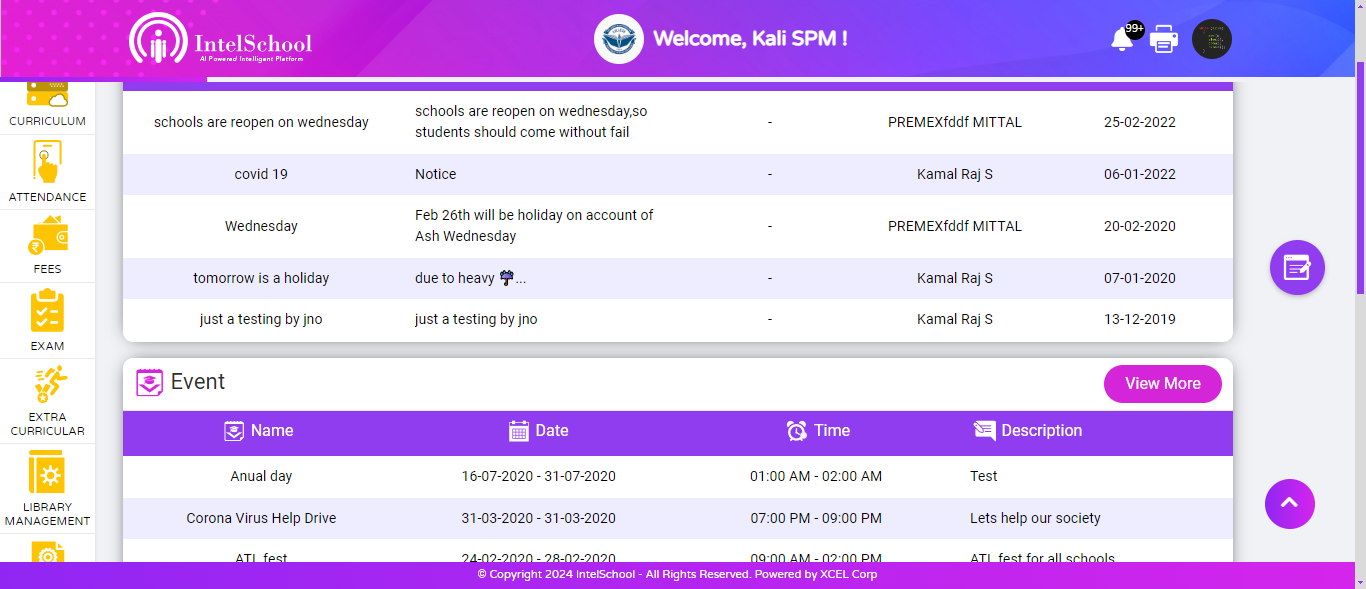 IntelSchool
AI Powered Intelligent Platform
Welcome, Kali SPM !
99+
CURRICULUM
ATTENDANCE
FEES
EXAM
EXTRA
CURRICULAR
LIBRARY
MANAGEMENT
schools are reopen on wednesday
schools are reopen on wednesday,so
students should come without fail
-
PREMEXfddf MITTAL
25-02-2022
covid 19
Notice
-
Kamal Raj S
06-01-2022
Wednesday
Feb 26th will be holiday on account of
Ash Wednesday
-
PREMEXfddf MITTAL
20-02-2020
tomorrow is a holiday
due to heavy ...
-
Kamal Raj S
07-01-2020
just a testing by jno
just a testing by jno
-
Kamal Raj S
13-12-2019
Event
View More
Name
Date
Time
Description
Anual day
16-07-2020 - 31-07-2020
01:00 AM - 02:00 AM
Test
Corona Virus Help Drive
31-03-2020 - 31-03-2020
07:00 PM - 09:00 PM
Lets help our society
ATL fest
24-02-2020 - 28-02-2020
09:00 AM - 02:00 PM
ATL fest for all schools
© Copyright 2024 IntelSchool - All Rights Reserved. Powered by XCEL Corp